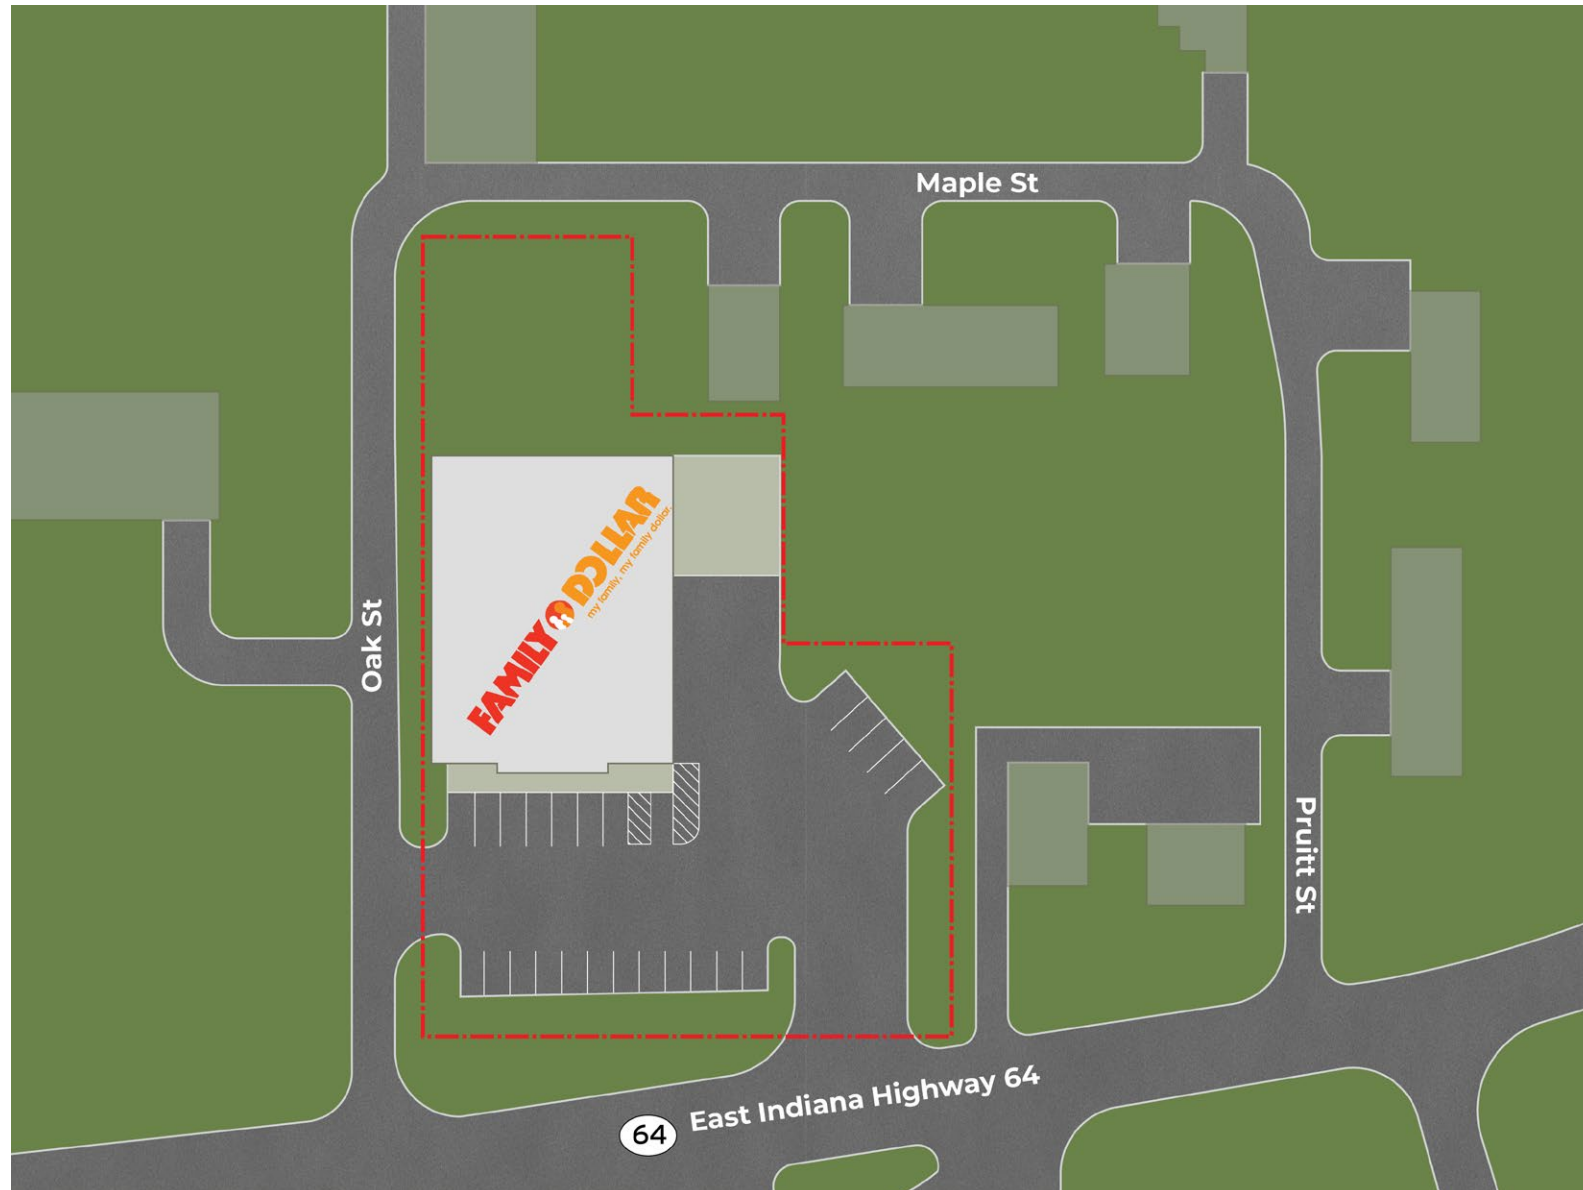 Maple St
FAMILY DOLLAR
my family, my family dollar.
Oak St
Pruitt St
East Indiana Highway 64
64